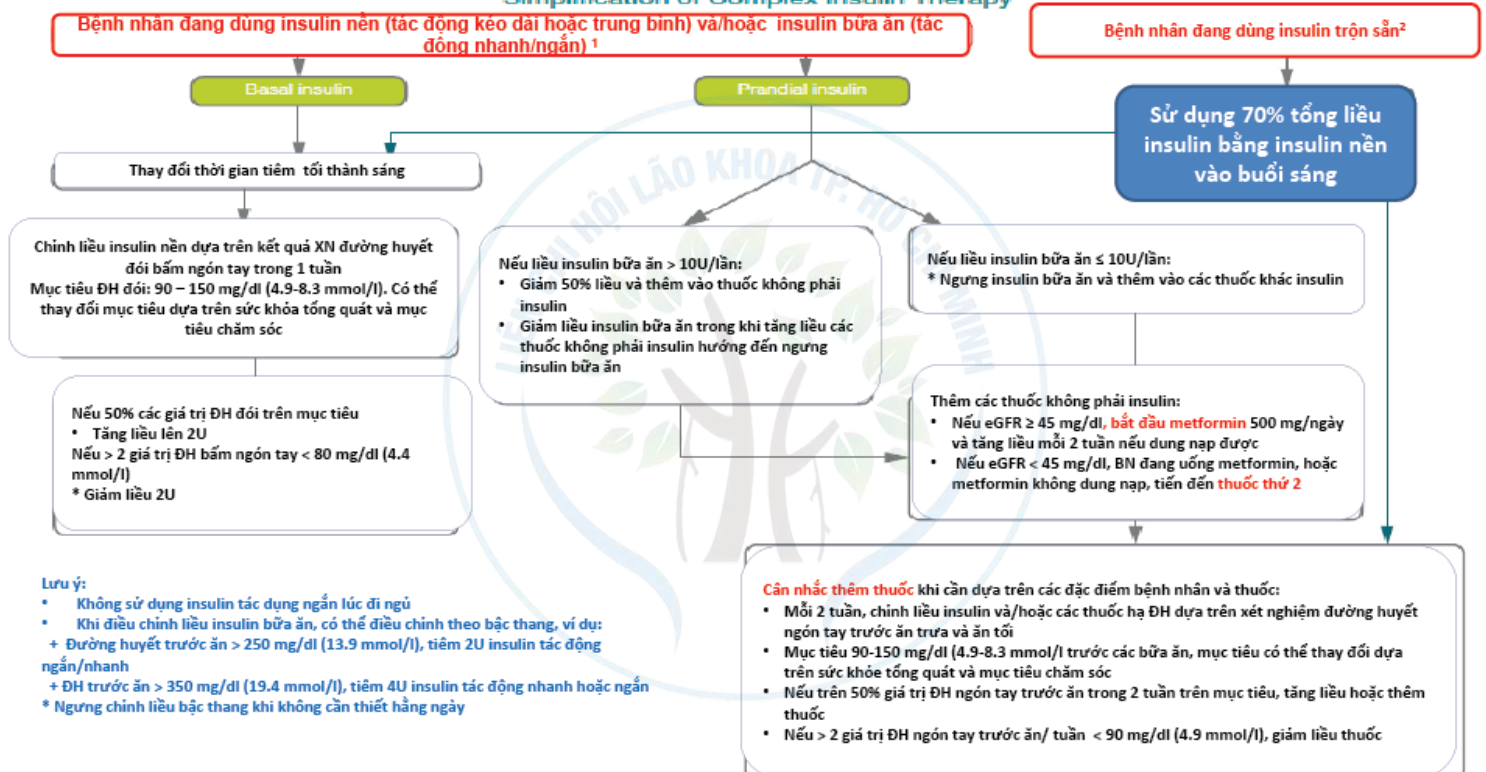 Simplification of Complex Insulin Therapy
Bệnh nhân đang dùng insulin nền (tác động kéo dài hoặc trung bình) và/hoặc insulin bữa ăn (tác
đông nhanh/ngắn) ¹
Bệnh nhân đang dùng insulin trộn sẵn²
Basal insulin
Prandial insulin
Sử dụng 70% tổng liều
insulin bằng insulin nền
vào buổi sáng
Thay đổi thời gian tiêm tối thành sáng
Chỉnh liều insulin nền dựa trên kết quả XN đường huyết
đói bấm ngón tay trong 1 tuần
Mục tiêu ĐH đói: 90 – 150 mg/dl (4.9-8.3 mmol/l). Có thể
thay đổi mục tiêu dựa trên sức khỏa tổng quát và mục
tiêu chăm sóc
Nếu liều insulin bữa ăn > 10U/lần:
• Giảm 50% liều và thêm vào thuốc không phải
insulin
• Giảm liều insulin bữa ăn trong khi tăng liều các
thuốc không phải insulin hướng đến ngưng
insulin bữa ăn
Nếu liều insulin bữa ăn ≤ 10U/lần:
* Ngưng insulin bữa ăn và thêm vào các thuốc khác insulin
Nếu 50% các giá trị ĐH đói trên mục tiêu
• Tăng liều lên 2U
Nếu > 2 giá trị ĐH bấm ngón tay < 80 mg/dl (4.4
mmol/l)
* Giảm liều 2U
Thêm các thuốc không phải insulin:
• Nếu eGFR ≥ 45 mg/dl, bắt đầu metformin 500 mg/ngày
và tăng liều mỗi 2 tuần nếu dung nạp được
• Nếu eGFR < 45 mg/dl, BN đang uống metformin, hoặc
metformin không dung nạp, tiến đến thuốc thứ 2
Lưu ý:
• Không sử dụng insulin tác dụng ngắn lúc đi ngủ
• Khi điều chỉnh liều insulin bữa ăn, có thể điều chỉnh theo bậc thang, ví dụ:
+ Đường huyết trước ăn > 250 mg/dl (13.9 mmol/l), tiêm 2U insulin tác động
ngắn/nhanh
+ ĐH trước ăn > 350 mg/dl (19.4 mmol/l), tiêm 4U insulin tác động nhanh hoặc ngắn
* Ngưng chỉnh liều bậc thang khi không cần thiết hằng ngày
Cân nhắc thêm thuốc khi cần dựa trên các đặc điểm bệnh nhân và thuốc:
• Mỗi 2 tuần, chỉnh liều insulin và/hoặc các thuốc hạ ĐH dựa trên xét nghiệm đường huyết
ngón tay trước ăn trưa và ăn tối
• Mục tiêu 90-150 mg/dl (4.9-8.3 mmol/l trước các bữa ăn, mục tiêu có thể thay đổi dựa
trên sức khỏe tổng quát và mục tiêu chăm sóc
• Nếu trên 50% giá trị ĐH ngón tay trước ăn trong 2 tuần trên mục tiêu, tăng liều hoặc thêm
thuốc
• Nếu > 2 giá trị ĐH ngón tay trước ăn/ tuần < 90 mg/dl (4.9 mmol/l), giảm liều thuốc
HỘI LÃO KHOA TP. HỒ CHÍ MINH